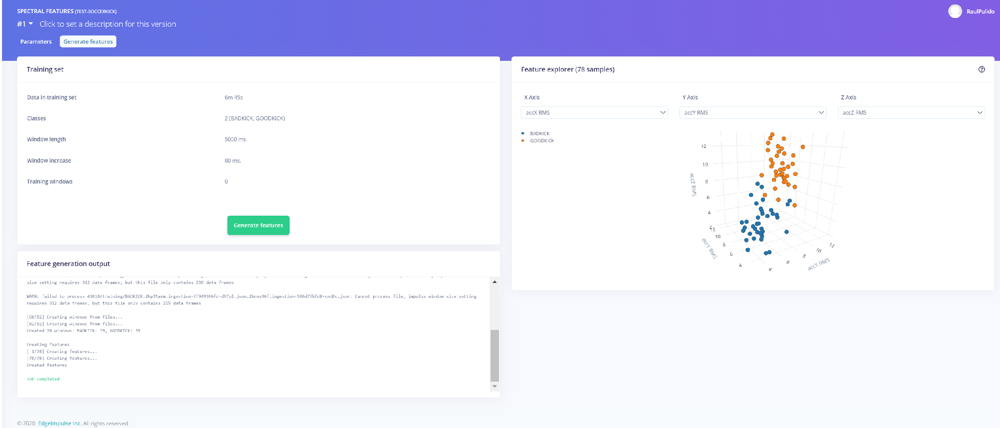 SPECTRAL FEATURES (TEST-SOCCERKICK)
RaulPulido
#1 Click to set a description for this version
Parameters Generate features
Training set
Data in training set 6m 45s
Classes 2 (BADKICK, GOODKICK)
Window length 5000 ms.
Window increase 80 ms.
Training windows 0
Generate features
Feature generation output
size setting requires 312 data frames, but this file only contains 238 data frames
WARN: failed to process 43610/training/BADKICK.2bp35amm.ingestion-7f949596fd-d97pl.json.2bros96f.ingestion-586d77bfd8-cnd8c.json: Cannot process file, impulse window size setting
requires 312 data frames, but this file only contains 215 data frames
[60/82] Creating windows from files...
[82/82] Creating windows from files...
Created 78 windows: BADKICK: 39, GOODKICK: 39
Creating features
[ 1/78] Creating features...
[78/78] Creating features...
Created features
Job completed
Feature explorer (78 samples)
X Axis Y Axis Z Axis
accX RMS accY RMS accZ RMS
BADKICK
GOODKICK
12
10
8
6
4
2
accZ RMS
12
10
8
6
4
accY RMS
4
6
8
10
12
accX RMS
© 2020 EdgeImpulse Inc. All rights reserved